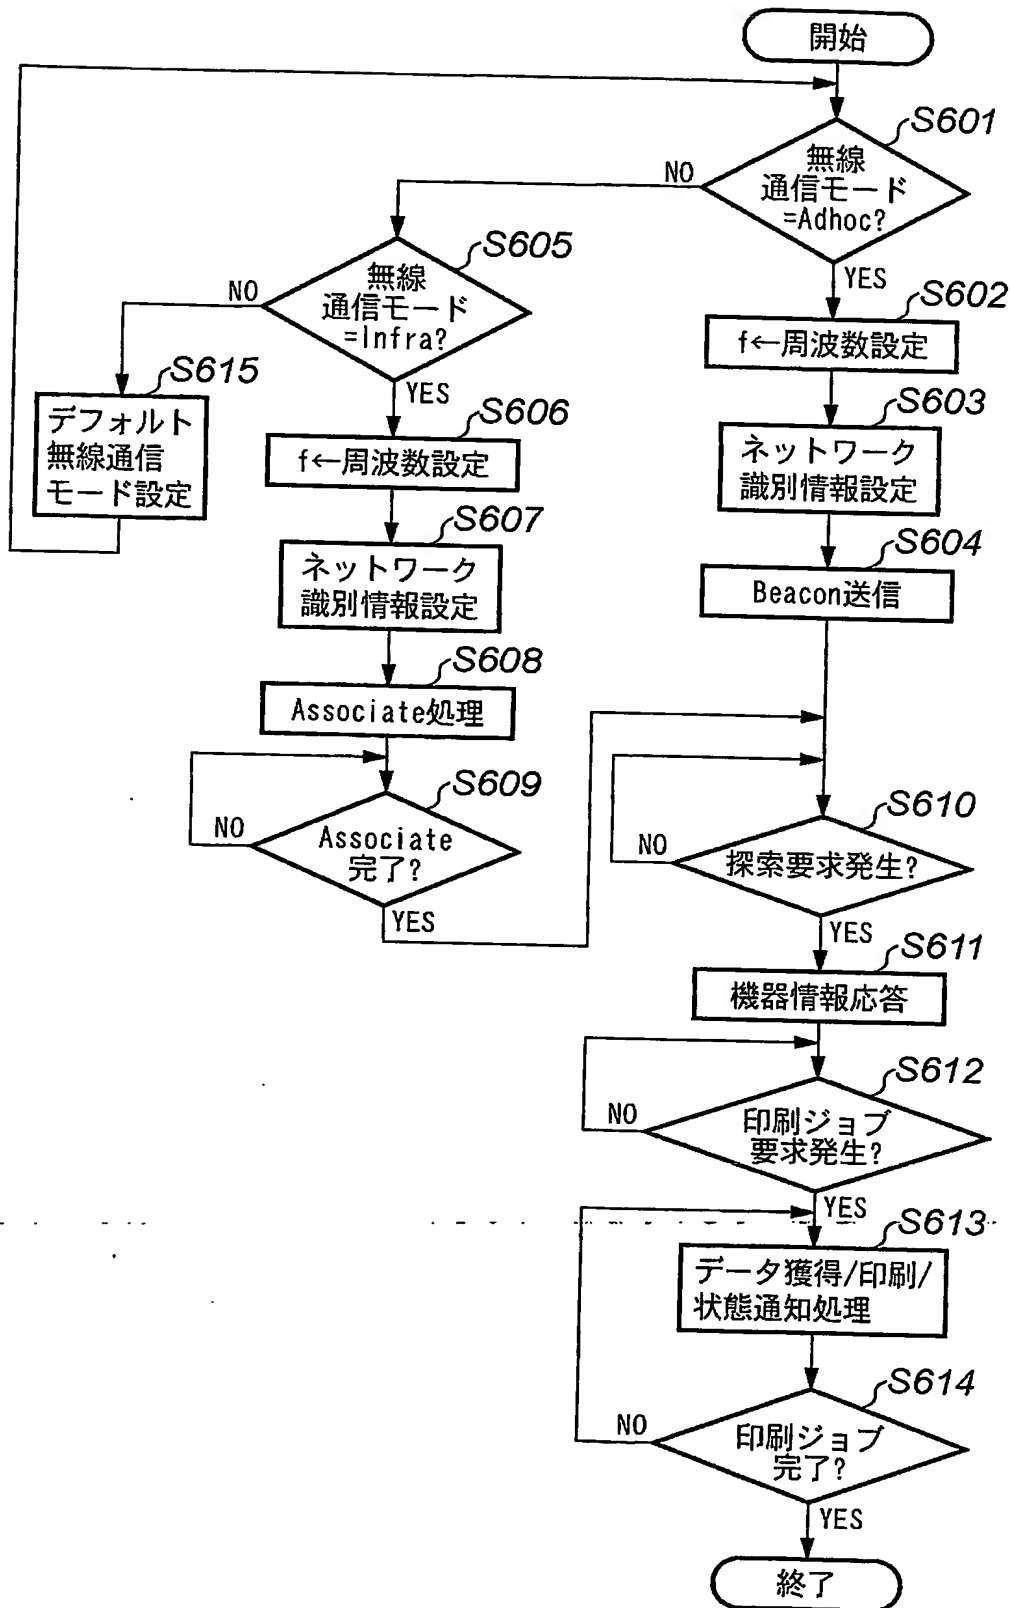 開始
S601
無線
通信モード
=Adhoc?
NO
YES
S605
無線
通信モード
=Infra?
NO
YES
S602
f←周波数設定
S615
デフォルト
無線通信
モード設定
S606
f←周波数設定
S603
ネットワーク
識別情報設定
S607
ネットワーク
識別情報設定
S604
Beacon送信
S608
Associate処理
S609
Associate
完了?
NO
YES
S610
探索要求発生?
NO
YES
S611
機器情報応答
S612
印刷ジョブ
要求発生?
NO
YES
S613
データ獲得/印刷/
状態通知処理
S614
印刷ジョブ
完了?
NO
YES
終了